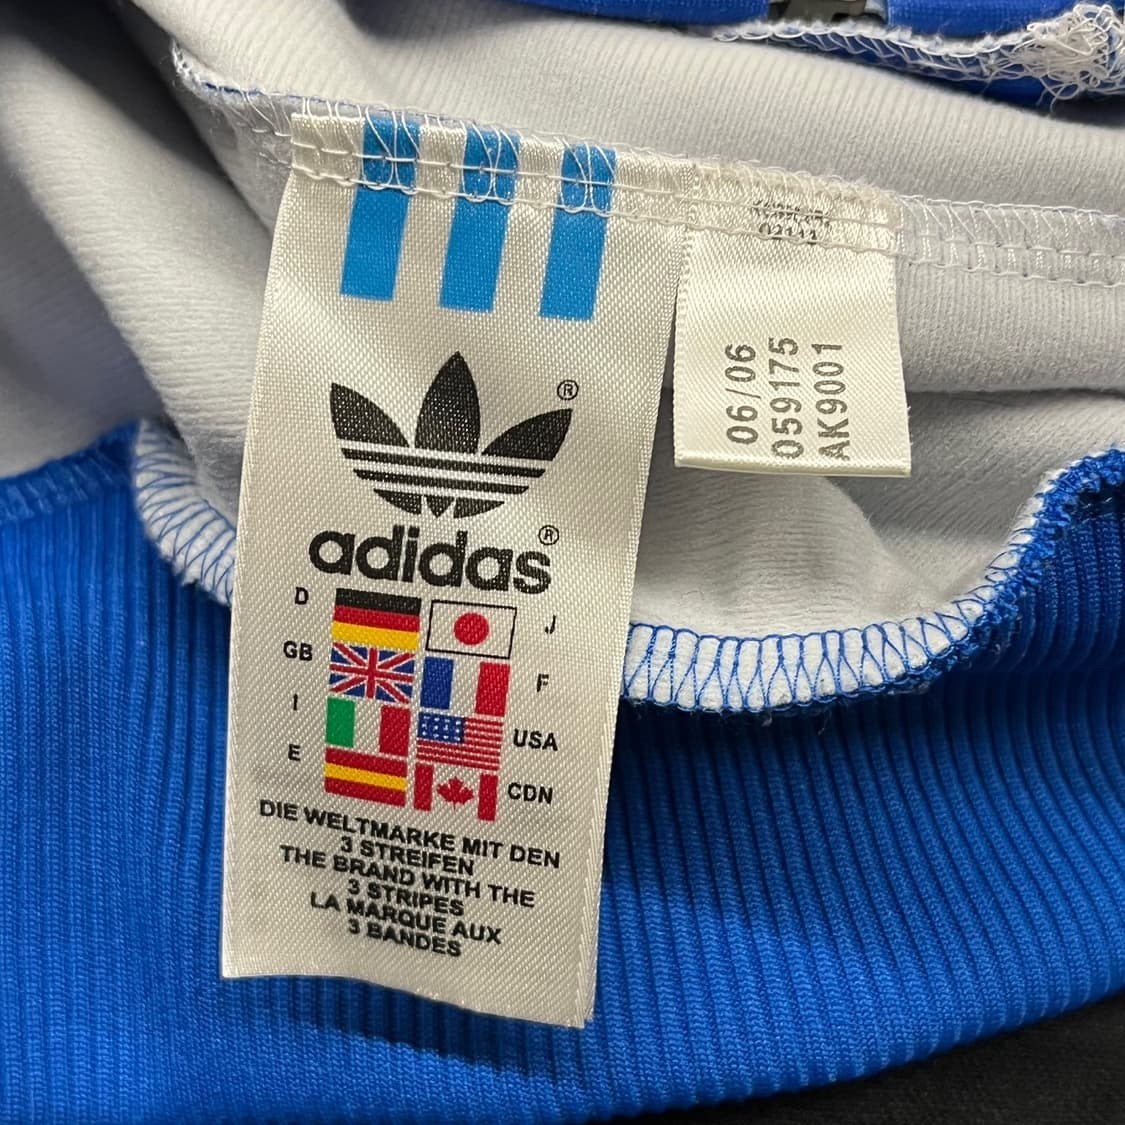 ®
adidas®
D
J
GB
F
I
USA
E
CDN
DIE WELTMARKE MIT DEN
3 STREIFEN
THE BRAND WITH THE
3 STRIPES
LA MARQUE AUX
3 BANDES
06/06
059175
AK9001